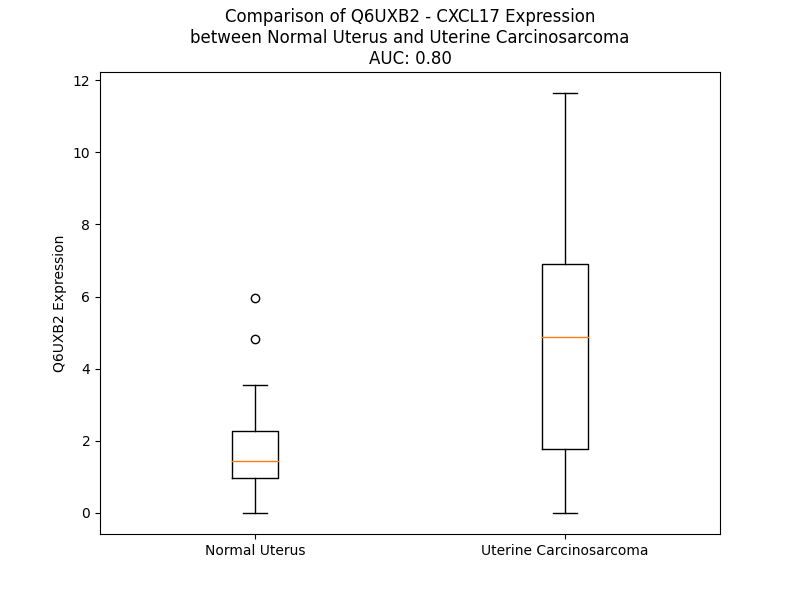 Comparison of Q6UXB2 - CXCL17 Expression
between Normal Uterus and Uterine Carcinosarcoma
AUC: 0.80
12
10
8
6
4
2
0
Q6UXB2 Expression
Normal Uterus
Uterine Carcinosarcoma